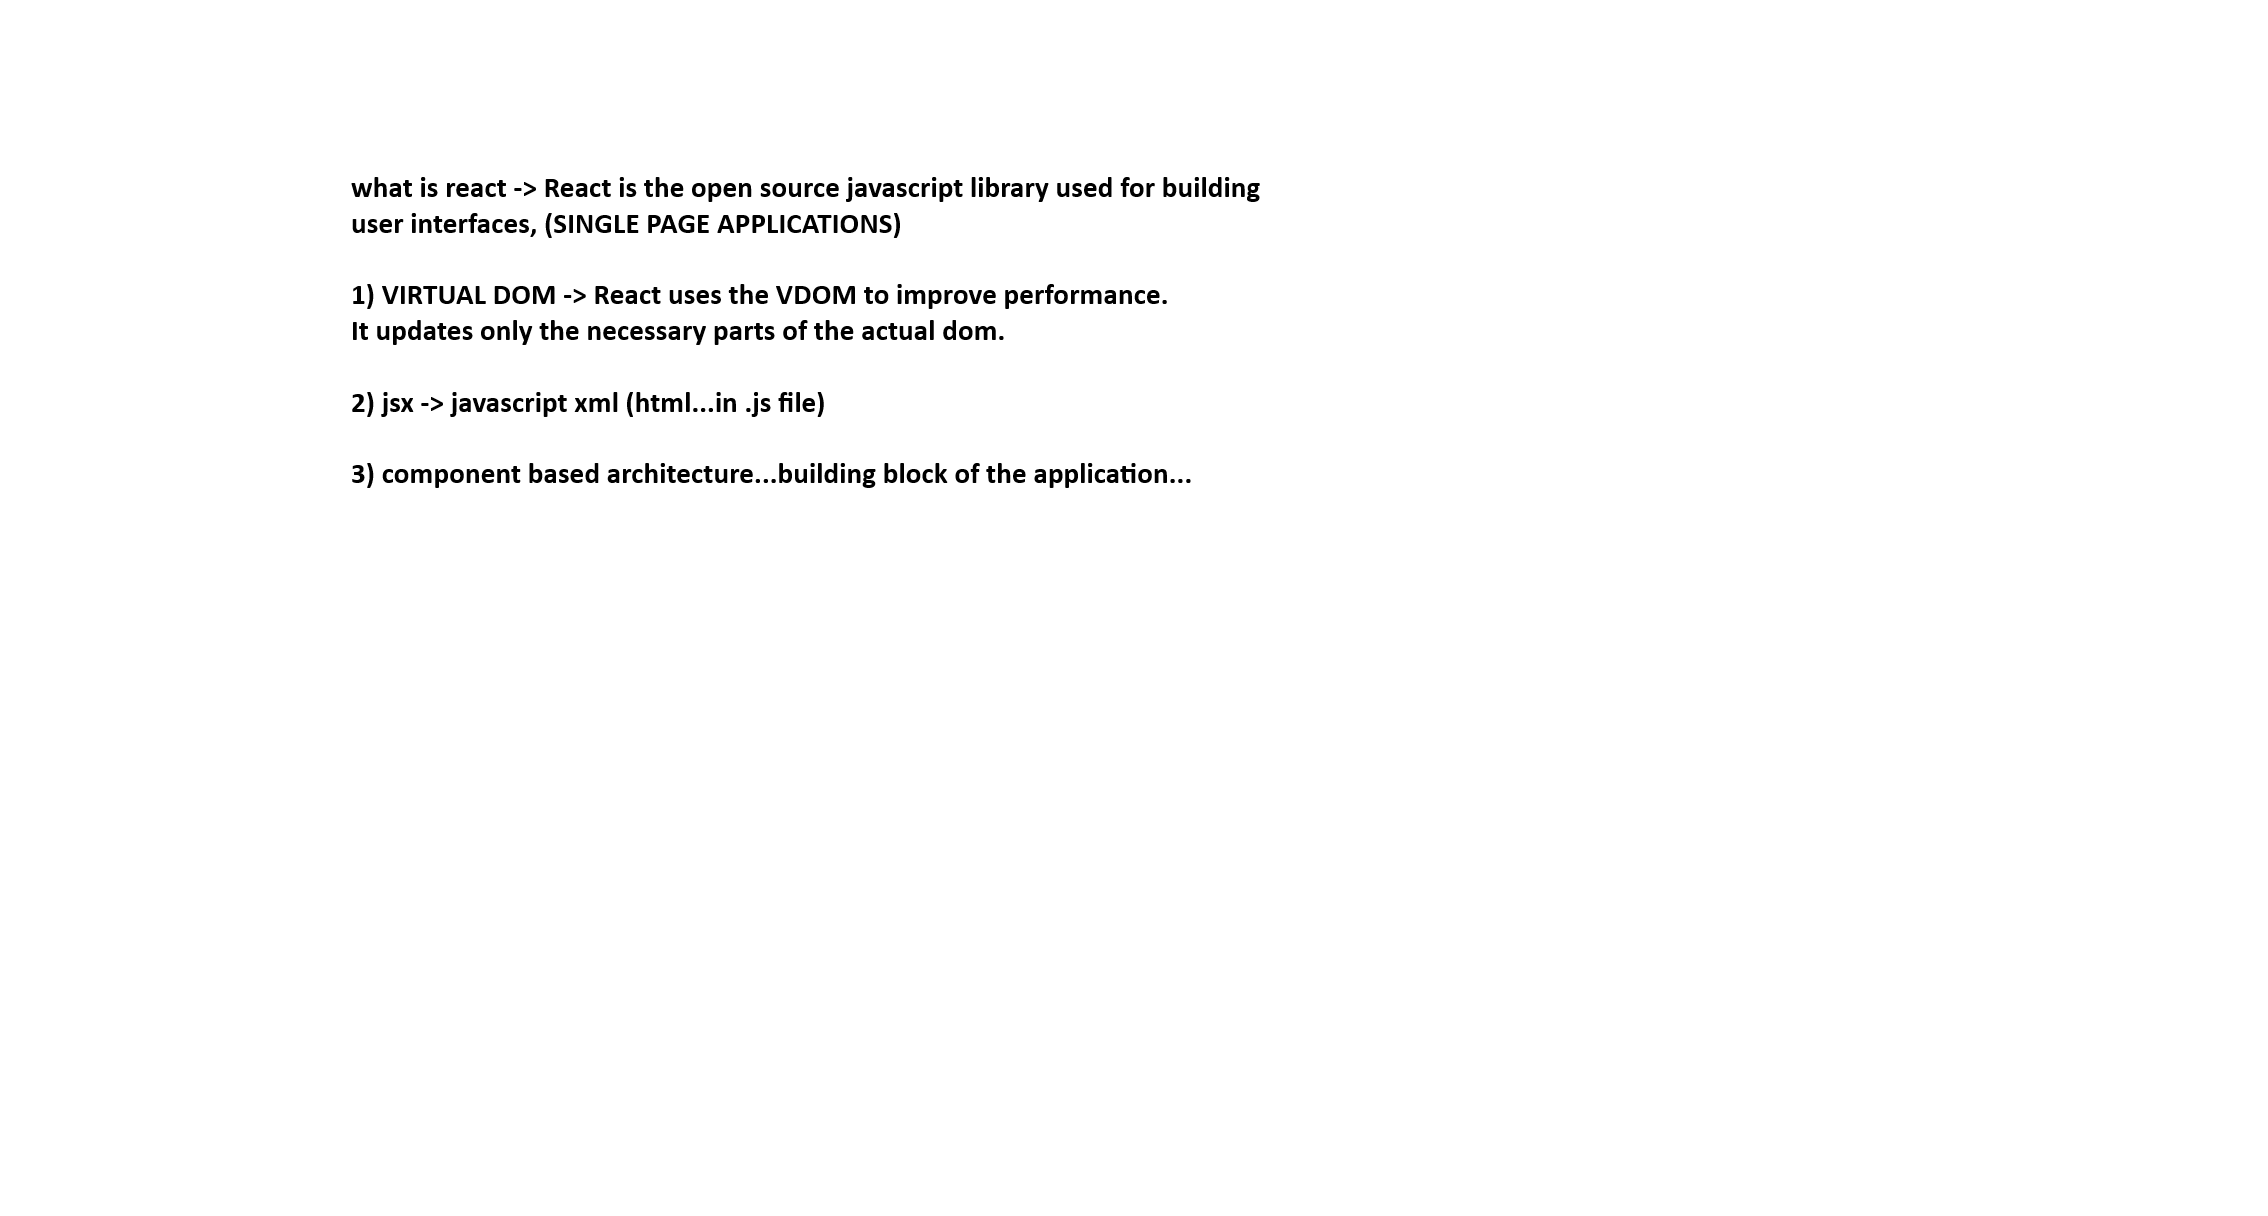 what is react -> React is the open source javascript library used for building
user interfaces, (SINGLE PAGE APPLICATIONS)
1) VIRTUAL DOM -> React uses the VDOM to improve performance.
It updates only the necessary parts of the actual dom.
2) jsx -> javascript xml (html...in .js file)
3) component based architecture...building block of the application...